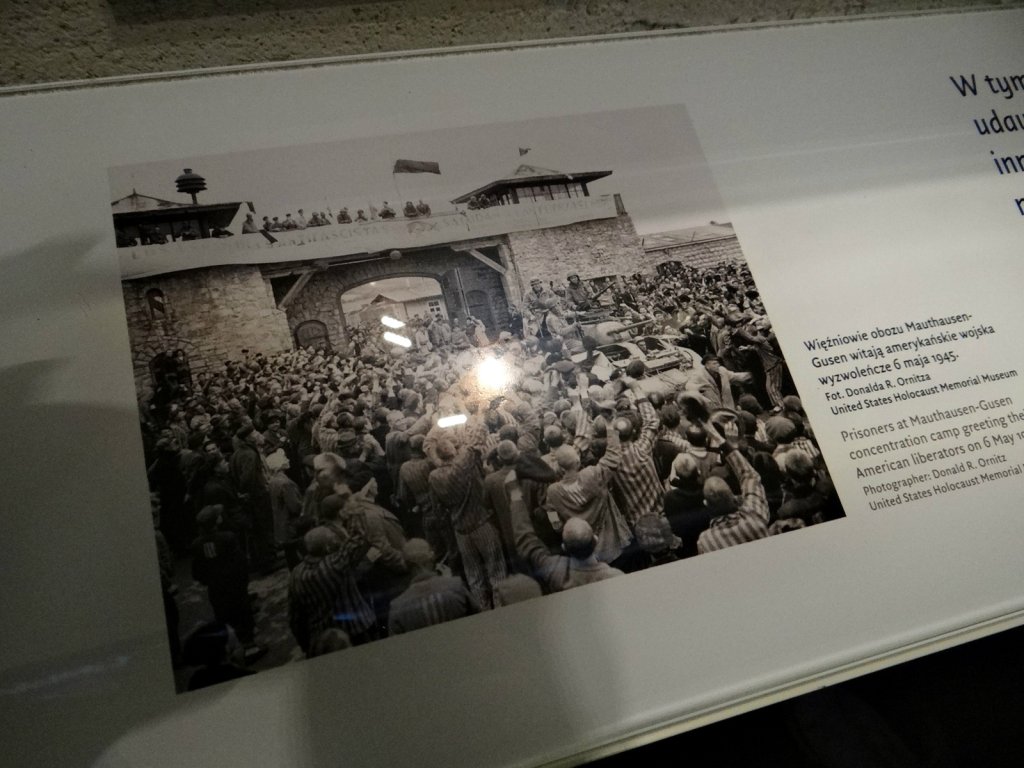 W tym
udau
inn
Więźniowie obozu Mauthausen-
Gusen witają amerykańskie wojska
wyzwoleńcze 6 maja 1945.
Fot. Donalda R. Ornitza
United States Holocaust Memorial Museum
Prisoners at Mauthausen-Gusen
concentration camp greeting the
American liberators on 6 May
Photographer: Donald R. Ornitz
United States Holocaust Memorial